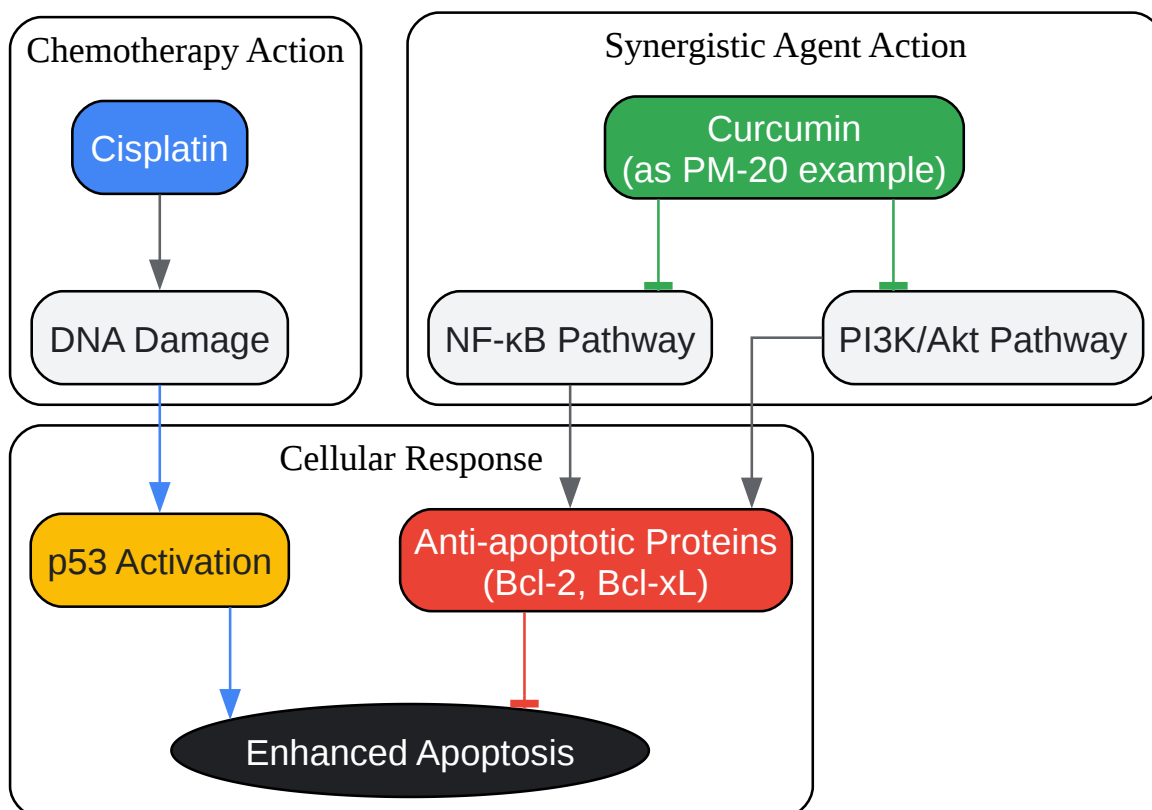 Chemotherapy Action
Synergistic Agent Action
Cisplatin
Curcumin
(as PM-20 example)
DNA Damage
NF-κB Pathway
PI3K/Akt Pathway
Cellular Response
p53 Activation
Anti-apoptotic Proteins
(Bcl-2, Bcl-xL)
Enhanced Apoptosis